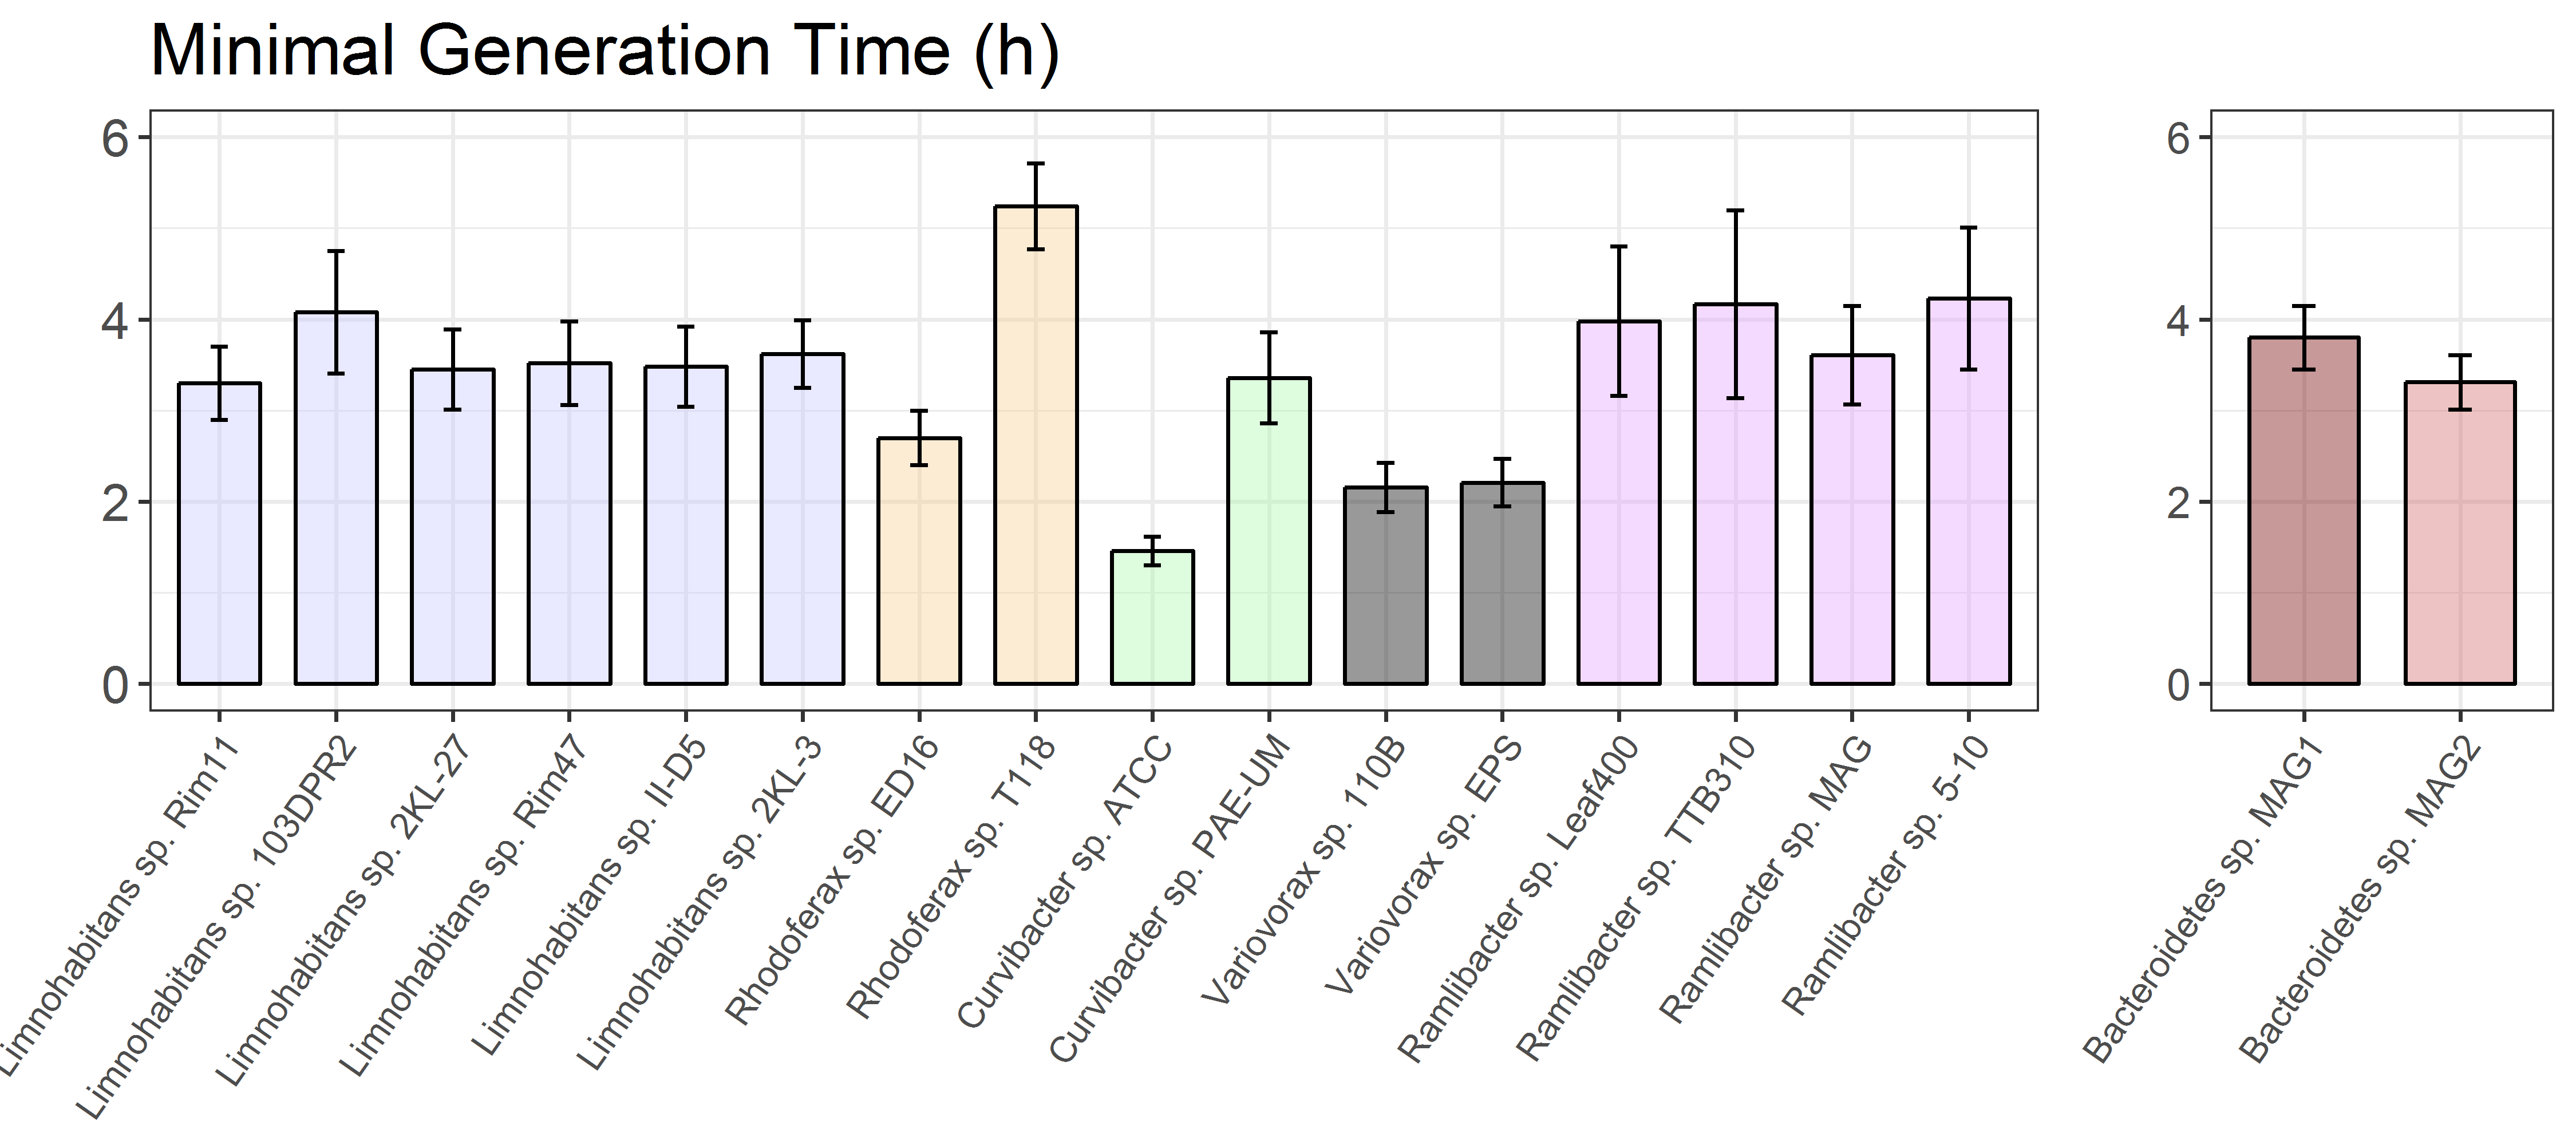 Minimal Generation Time (h)
6
4
2
0
Limnohabitans sp. Rim11
Limnohabitans sp. 103DPR2
Limnohabitans sp. 2KL-27
Limnohabitans sp. Rim47
Limnohabitans sp. II-D5
Limnohabitans sp. 2KL-3
Rhodoferax sp. ED16
Rhodoferax sp. T118
Curvibacter sp. ATCC
Curvibacter sp. PAE-UM
Variovorax sp. 110B
Variovorax sp. EPS
Ramlibacter sp. Leaf400
Ramlibacter sp. TTB310
Ramlibacter sp. MAG
Ramlibacter sp. 5-10
6
4
2
0
Bacteroidetes sp. MAG1
Bacteroidetes sp. MAG2